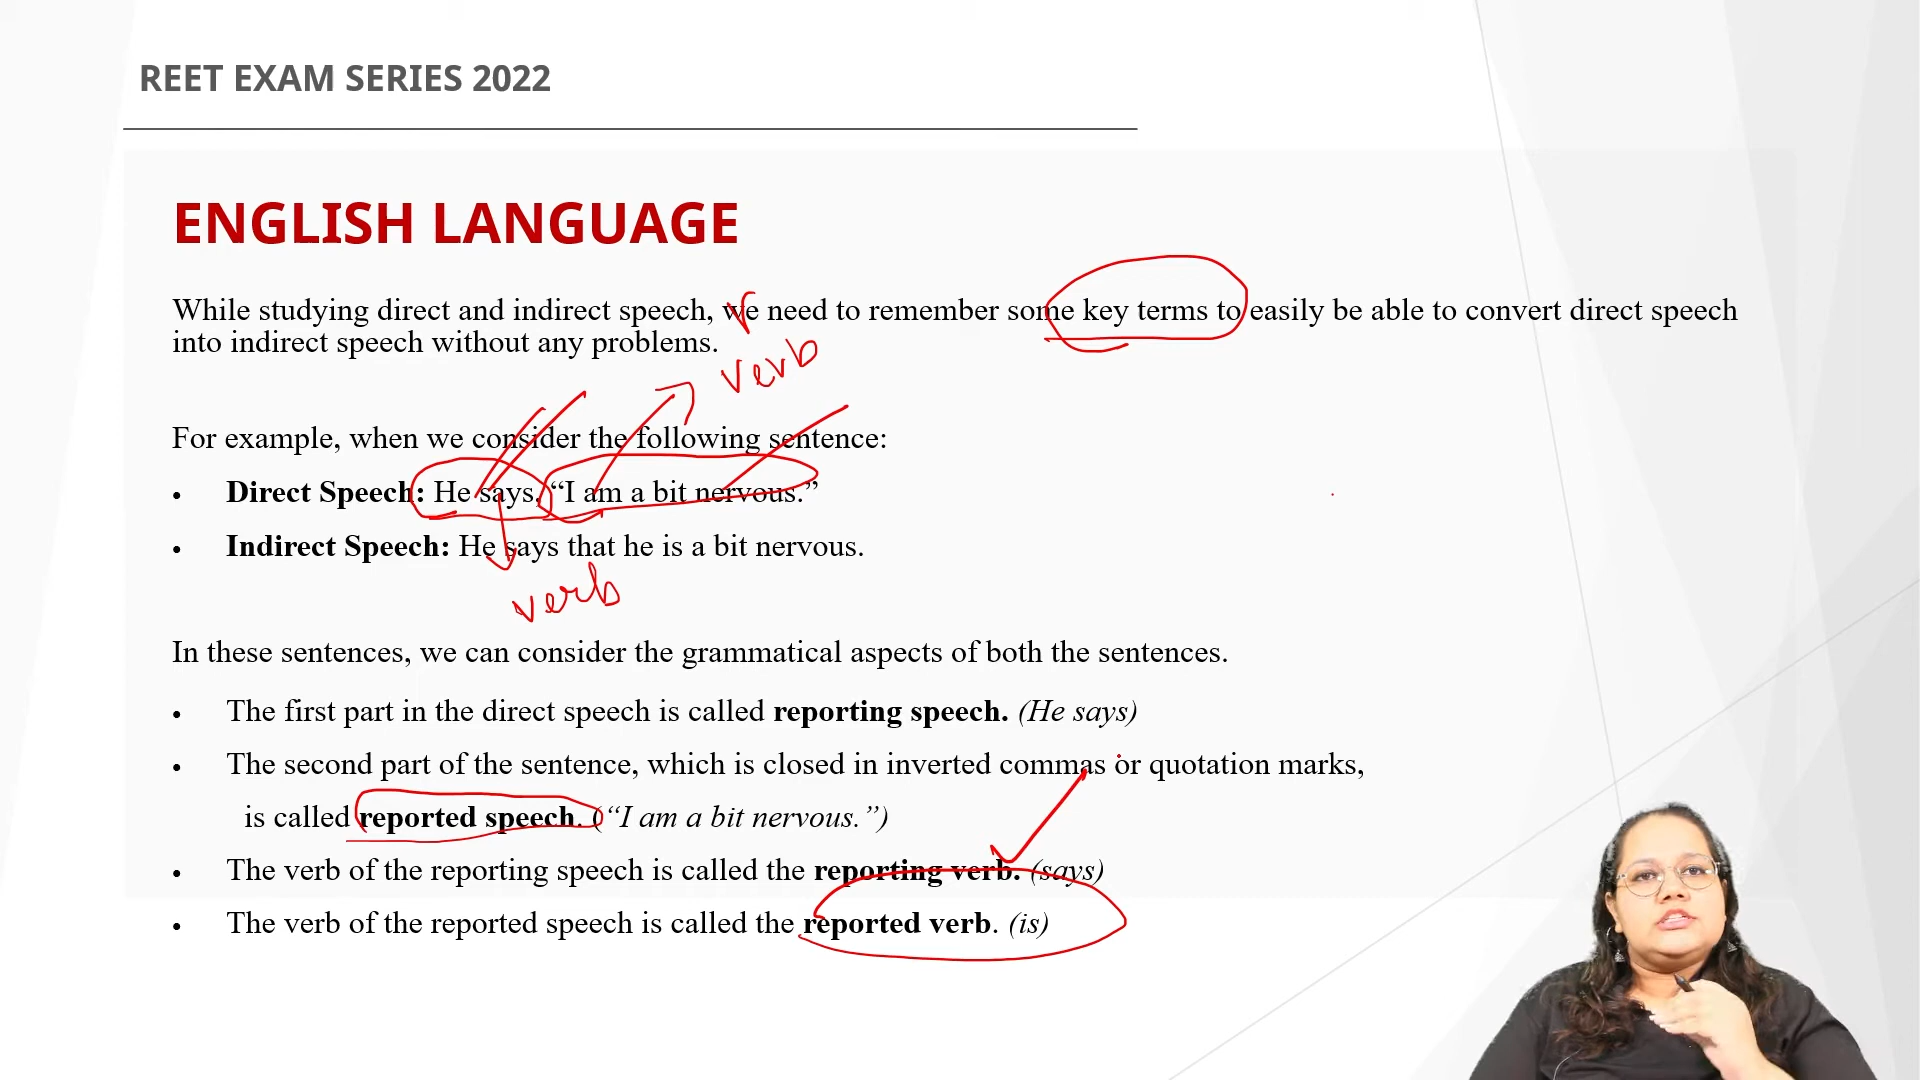 REET EXAM SERIES 2022
ENGLISH LANGUAGE
While studying direct and indirect speech, we need to remember some key terms to easily be able to convert direct speech
into indirect speech without any problems.
verb
For example, when we consider the following sentence:
• Direct Speech: He says, “I am a bit nervous.”
• Indirect Speech: He says that he is a bit nervous.
verb
In these sentences, we can consider the grammatical aspects of both the sentences.
• The first part in the direct speech is called reporting speech. (He says)
• The second part of the sentence, which is closed in inverted commas or quotation marks,
is called reported speech. (“I am a bit nervous.”)
• The verb of the reporting speech is called the reporting verb. (says)
• The verb of the reported speech is called the reported verb. (is)